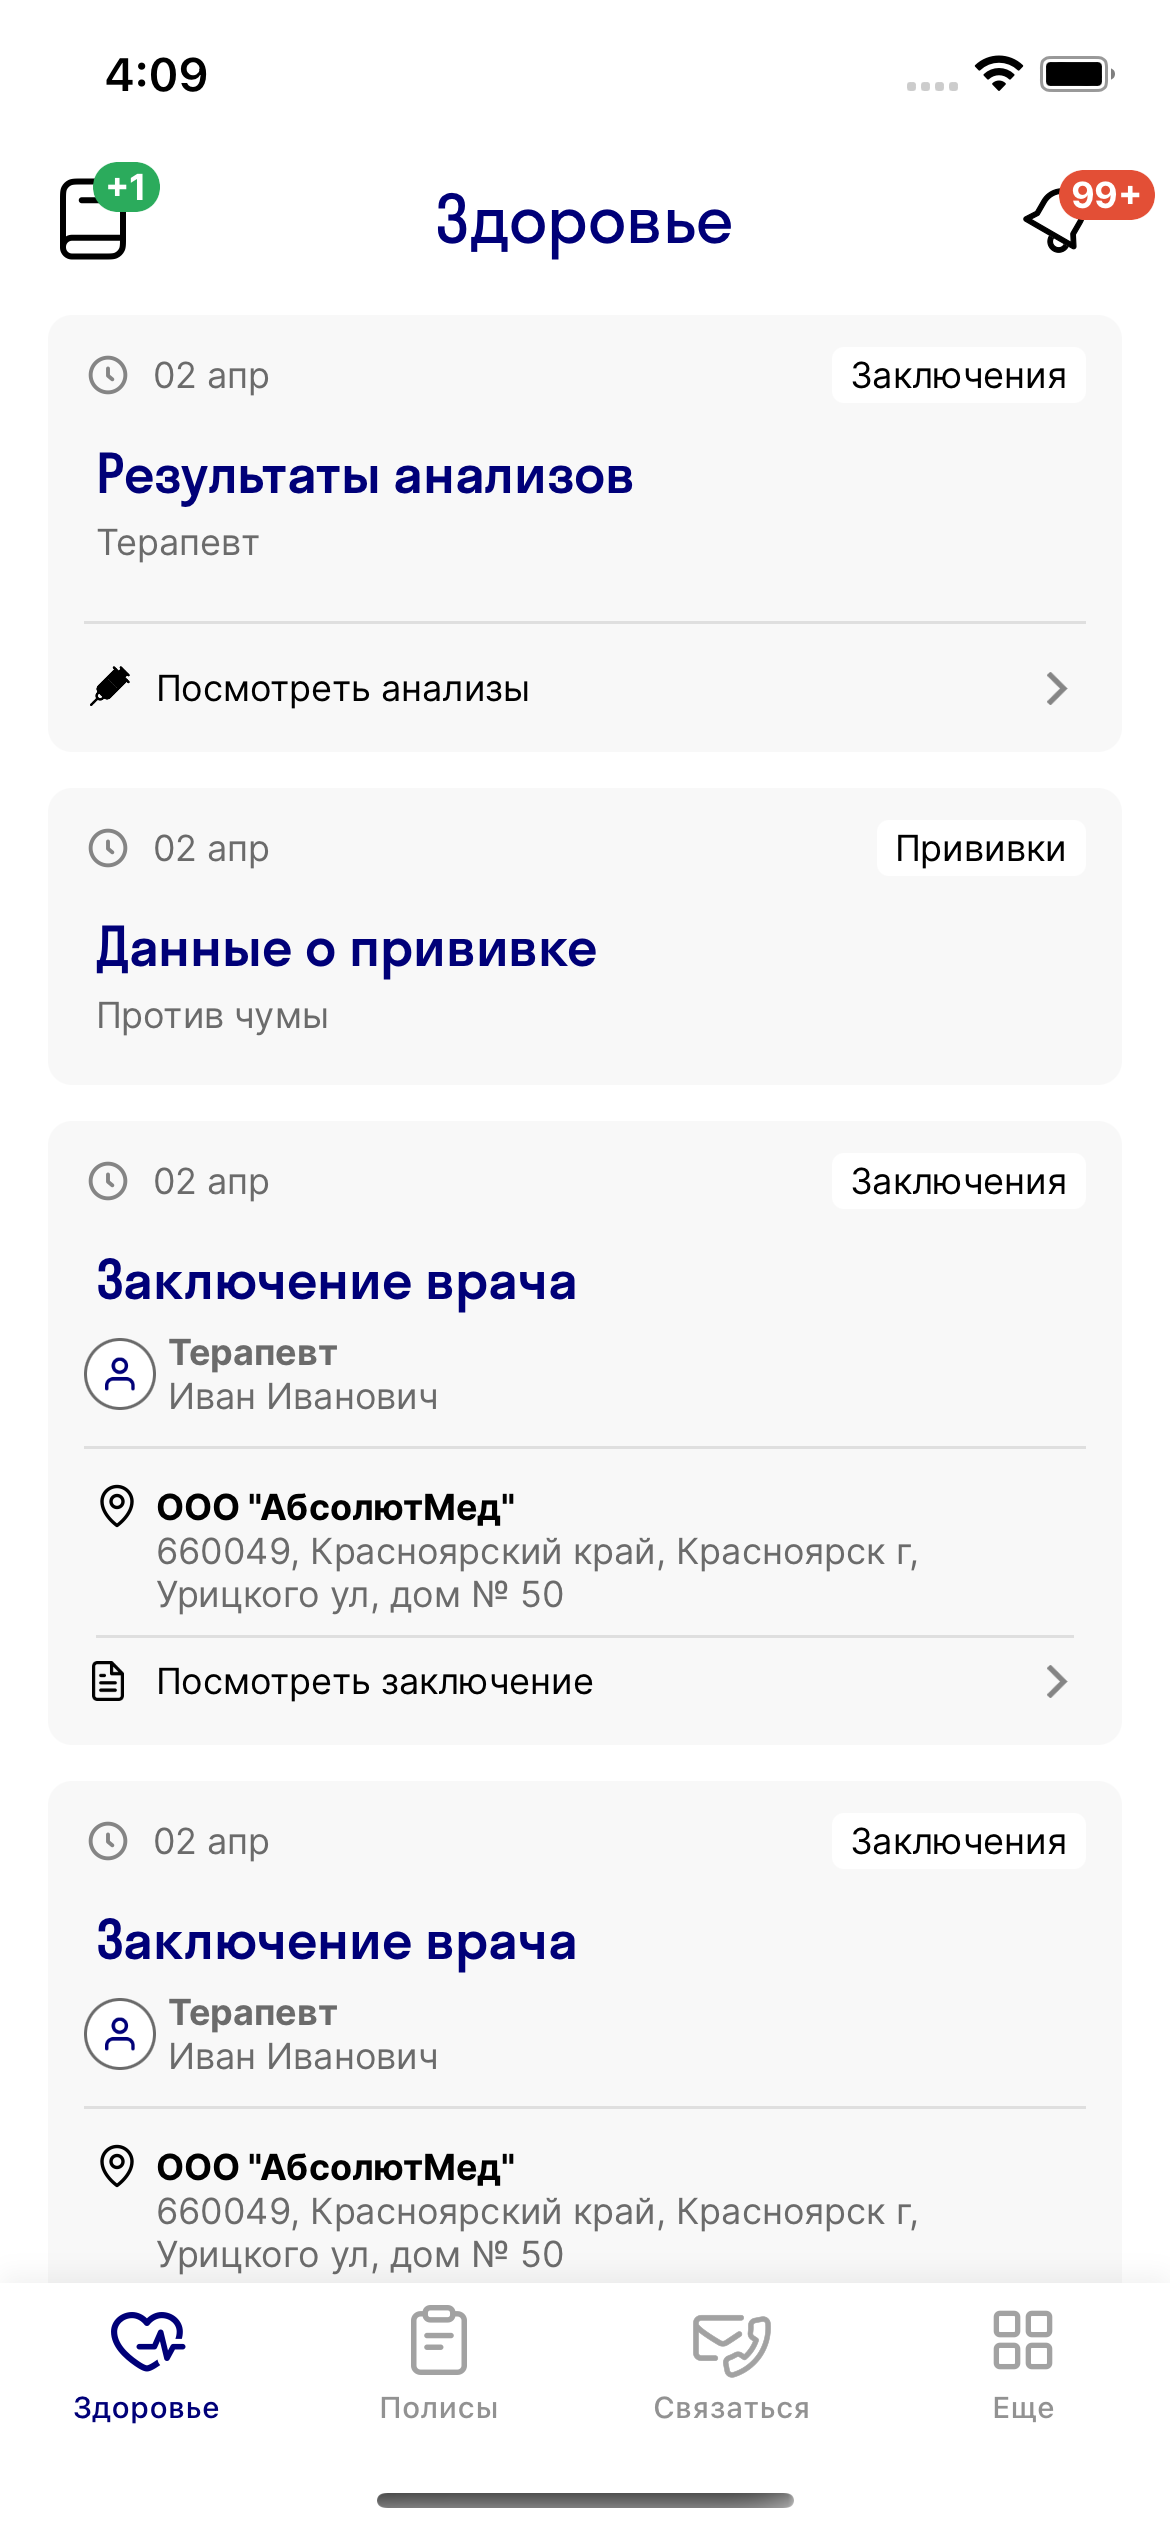 4:09
+1
Здоровье
99+
02 апр
Заключения
Результаты анализов
Терапевт
Посмотреть анализы
02 апр
Прививки
Данные о прививке
Против чумы
02 апр
Заключения
Заключение врача
Терапевт
Иван Иванович
ООО "АбсолютМед"
660049, Красноярский край, Красноярск г,
Урицкого ул, дом № 50
Посмотреть заключение
02 апр
Заключения
Заключение врача
Терапевт
Иван Иванович
ООО "АбсолютМед"
660049, Красноярский край, Красноярск г,
Урицкого ул, дом № 50
Здоровье
Полисы
Связаться
Еще